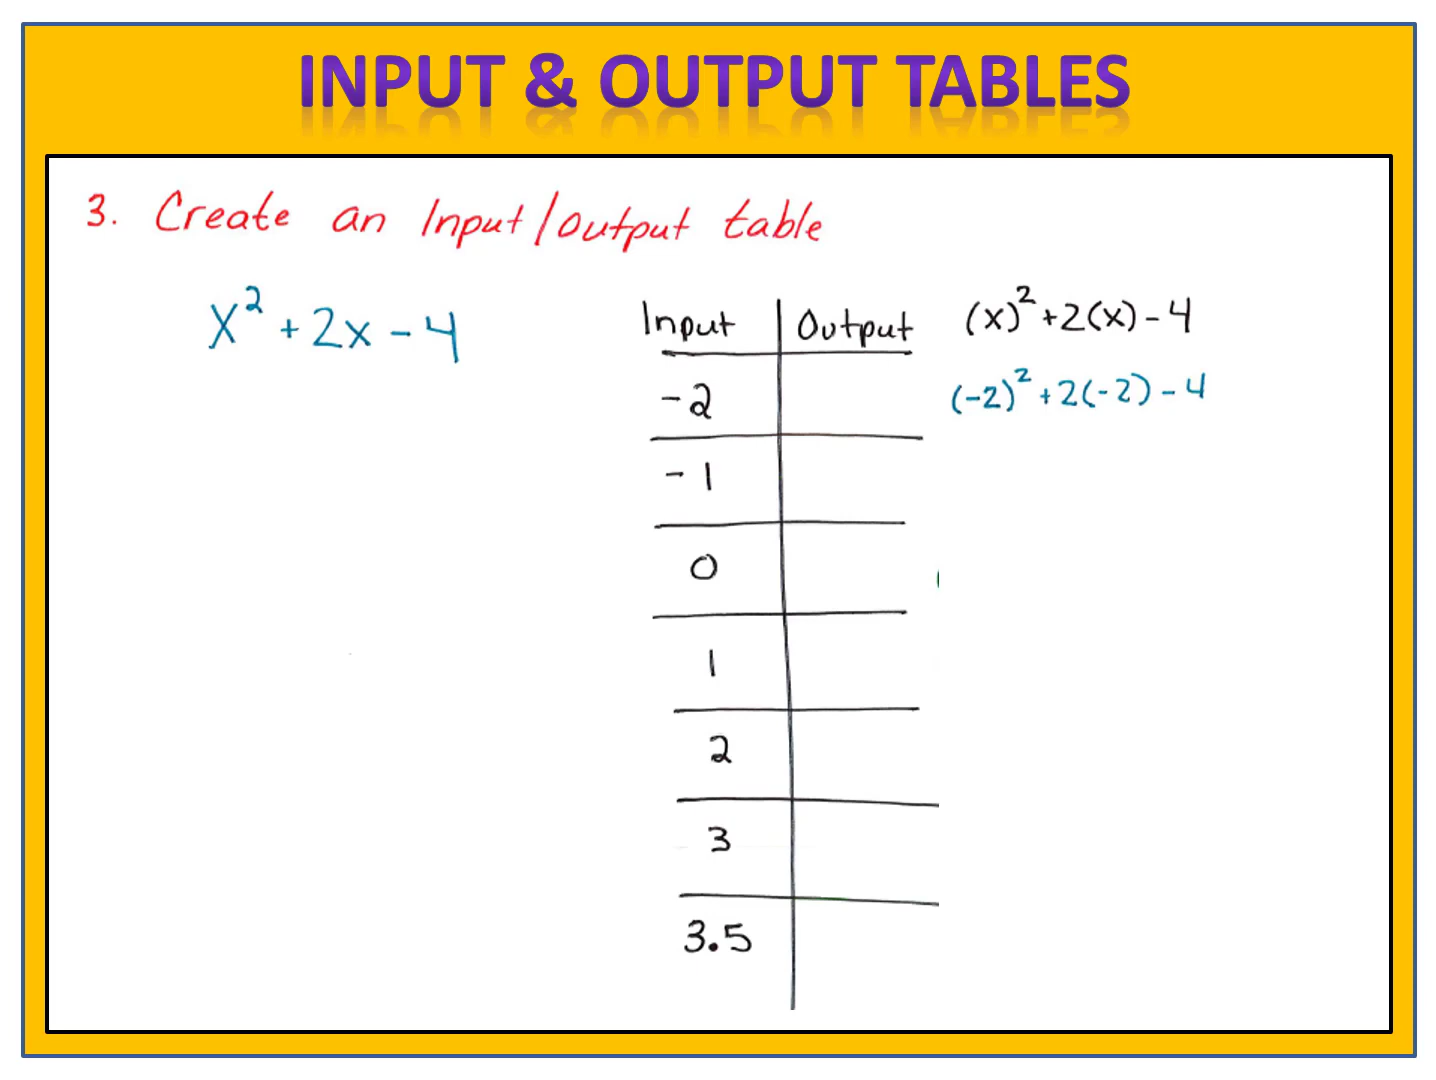 INPUT & OUTPUT TABLES
3. Create an Input/Output table
x² + 2x - 4
Input Output (x)² + 2(x) - 4
-2 (-2)² + 2(-2) - 4
-1
0
1
2
3
3.5